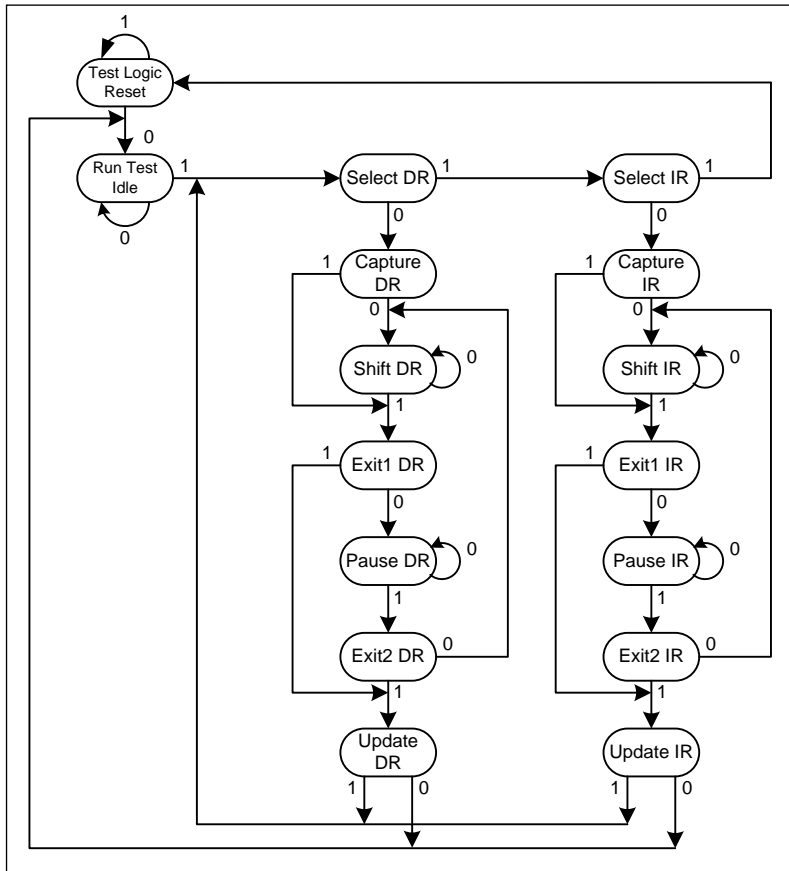 1
Test Logic
Reset
0
Run Test
Idle
1
0
Select DR
1
0
Select IR
1
0
Capture
DR
1
0
Capture
IR
1
0
Shift DR
0
1
Shift IR
0
1
Exit1 DR
1
0
Exit1 IR
1
0
Pause DR
0
1
Pause IR
0
1
Exit2 DR
0
1
Exit2 IR
0
1
Update
DR
1
0
Update IR
1
0